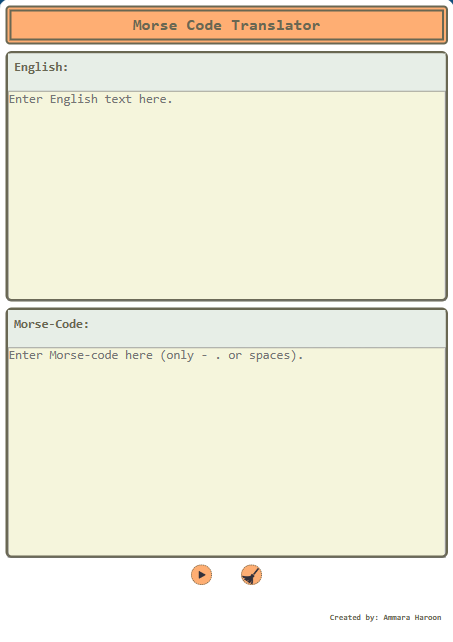 Morse Code Translator
English:
Enter English text here.
Morse-Code:
Enter Morse-code here (only - . or spaces).
Created by: Ammara Haroon